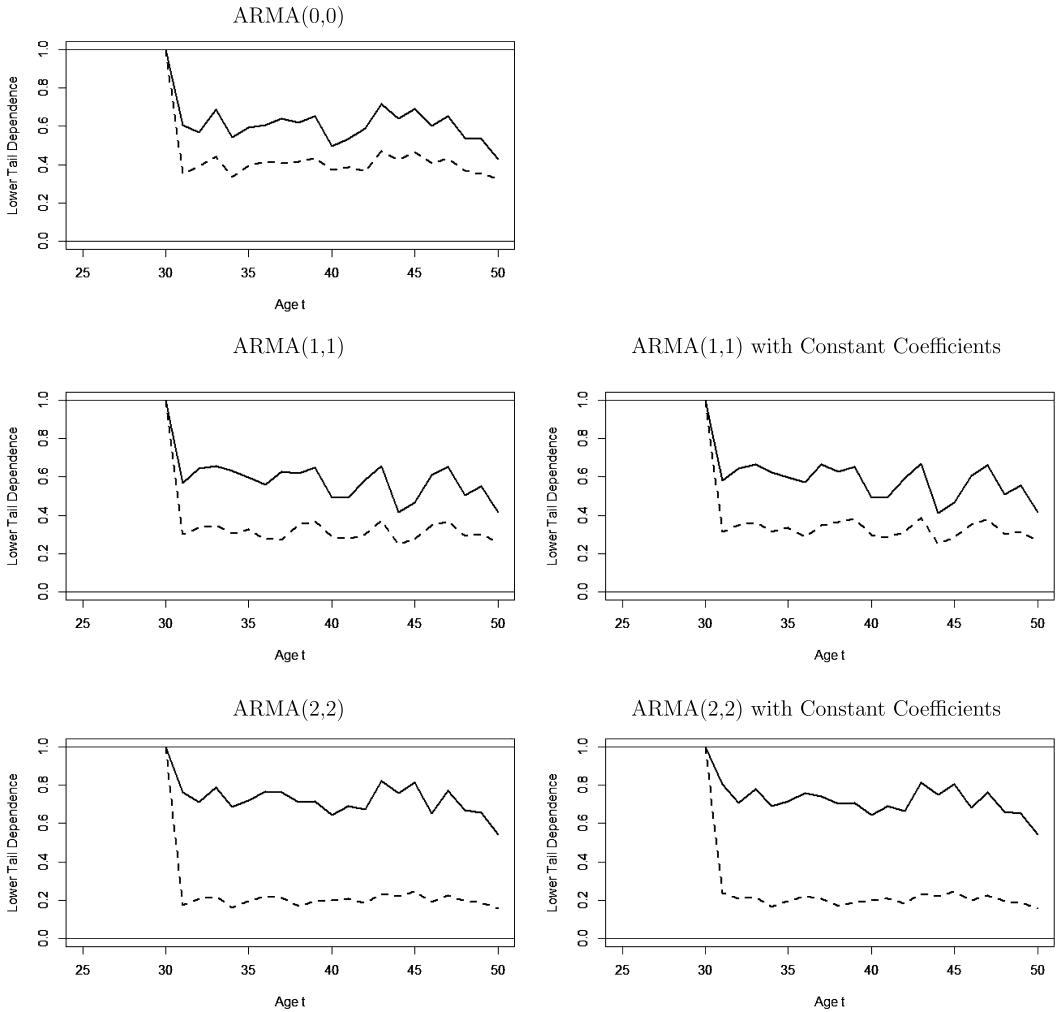 ARMA(0,0)
Lower Tail Dependence
1.0
0.8
0.6
0.4
0.2
0.0
25 30 35 40 45 50
Age t
ARMA(1,1)
Lower Tail Dependence
1.0
0.8
0.6
0.4
0.2
0.0
25 30 35 40 45 50
Age t
ARMA(1,1) with Constant Coefficients
Lower Tail Dependence
1.0
0.8
0.6
0.4
0.2
0.0
25 30 35 40 45 50
Age t
ARMA(2,2)
Lower Tail Dependence
1.0
0.8
0.6
0.4
0.2
0.0
25 30 35 40 45 50
Age t
ARMA(2,2) with Constant Coefficients
Lower Tail Dependence
1.0
0.8
0.6
0.4
0.2
0.0
25 30 35 40 45 50
Age t